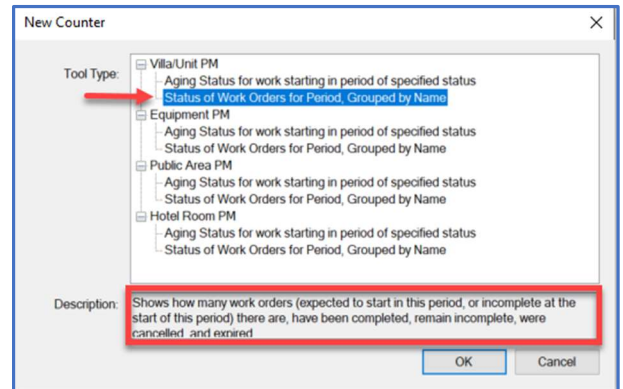 New Counter
Tool Type:
Villa/Unit PM
Aging Status for work starting in period of specified status
Status of Work Orders for Period, Grouped by Name
Equipment PM
Aging Status for work starting in period of specified status
Status of Work Orders for Period, Grouped by Name
Public Area PM
Aging Status for work starting in period of specified status
Status of Work Orders for Period, Grouped by Name
Hotel Room PM
Aging Status for work starting in period of specified status
Status of Work Orders for Period, Grouped by Name
Description:
Shows how many work orders (expected to start in this period, or incomplete at the
start of this period) there are, have been completed, remain incomplete, were
cancelled, and expired
OK
Cancel